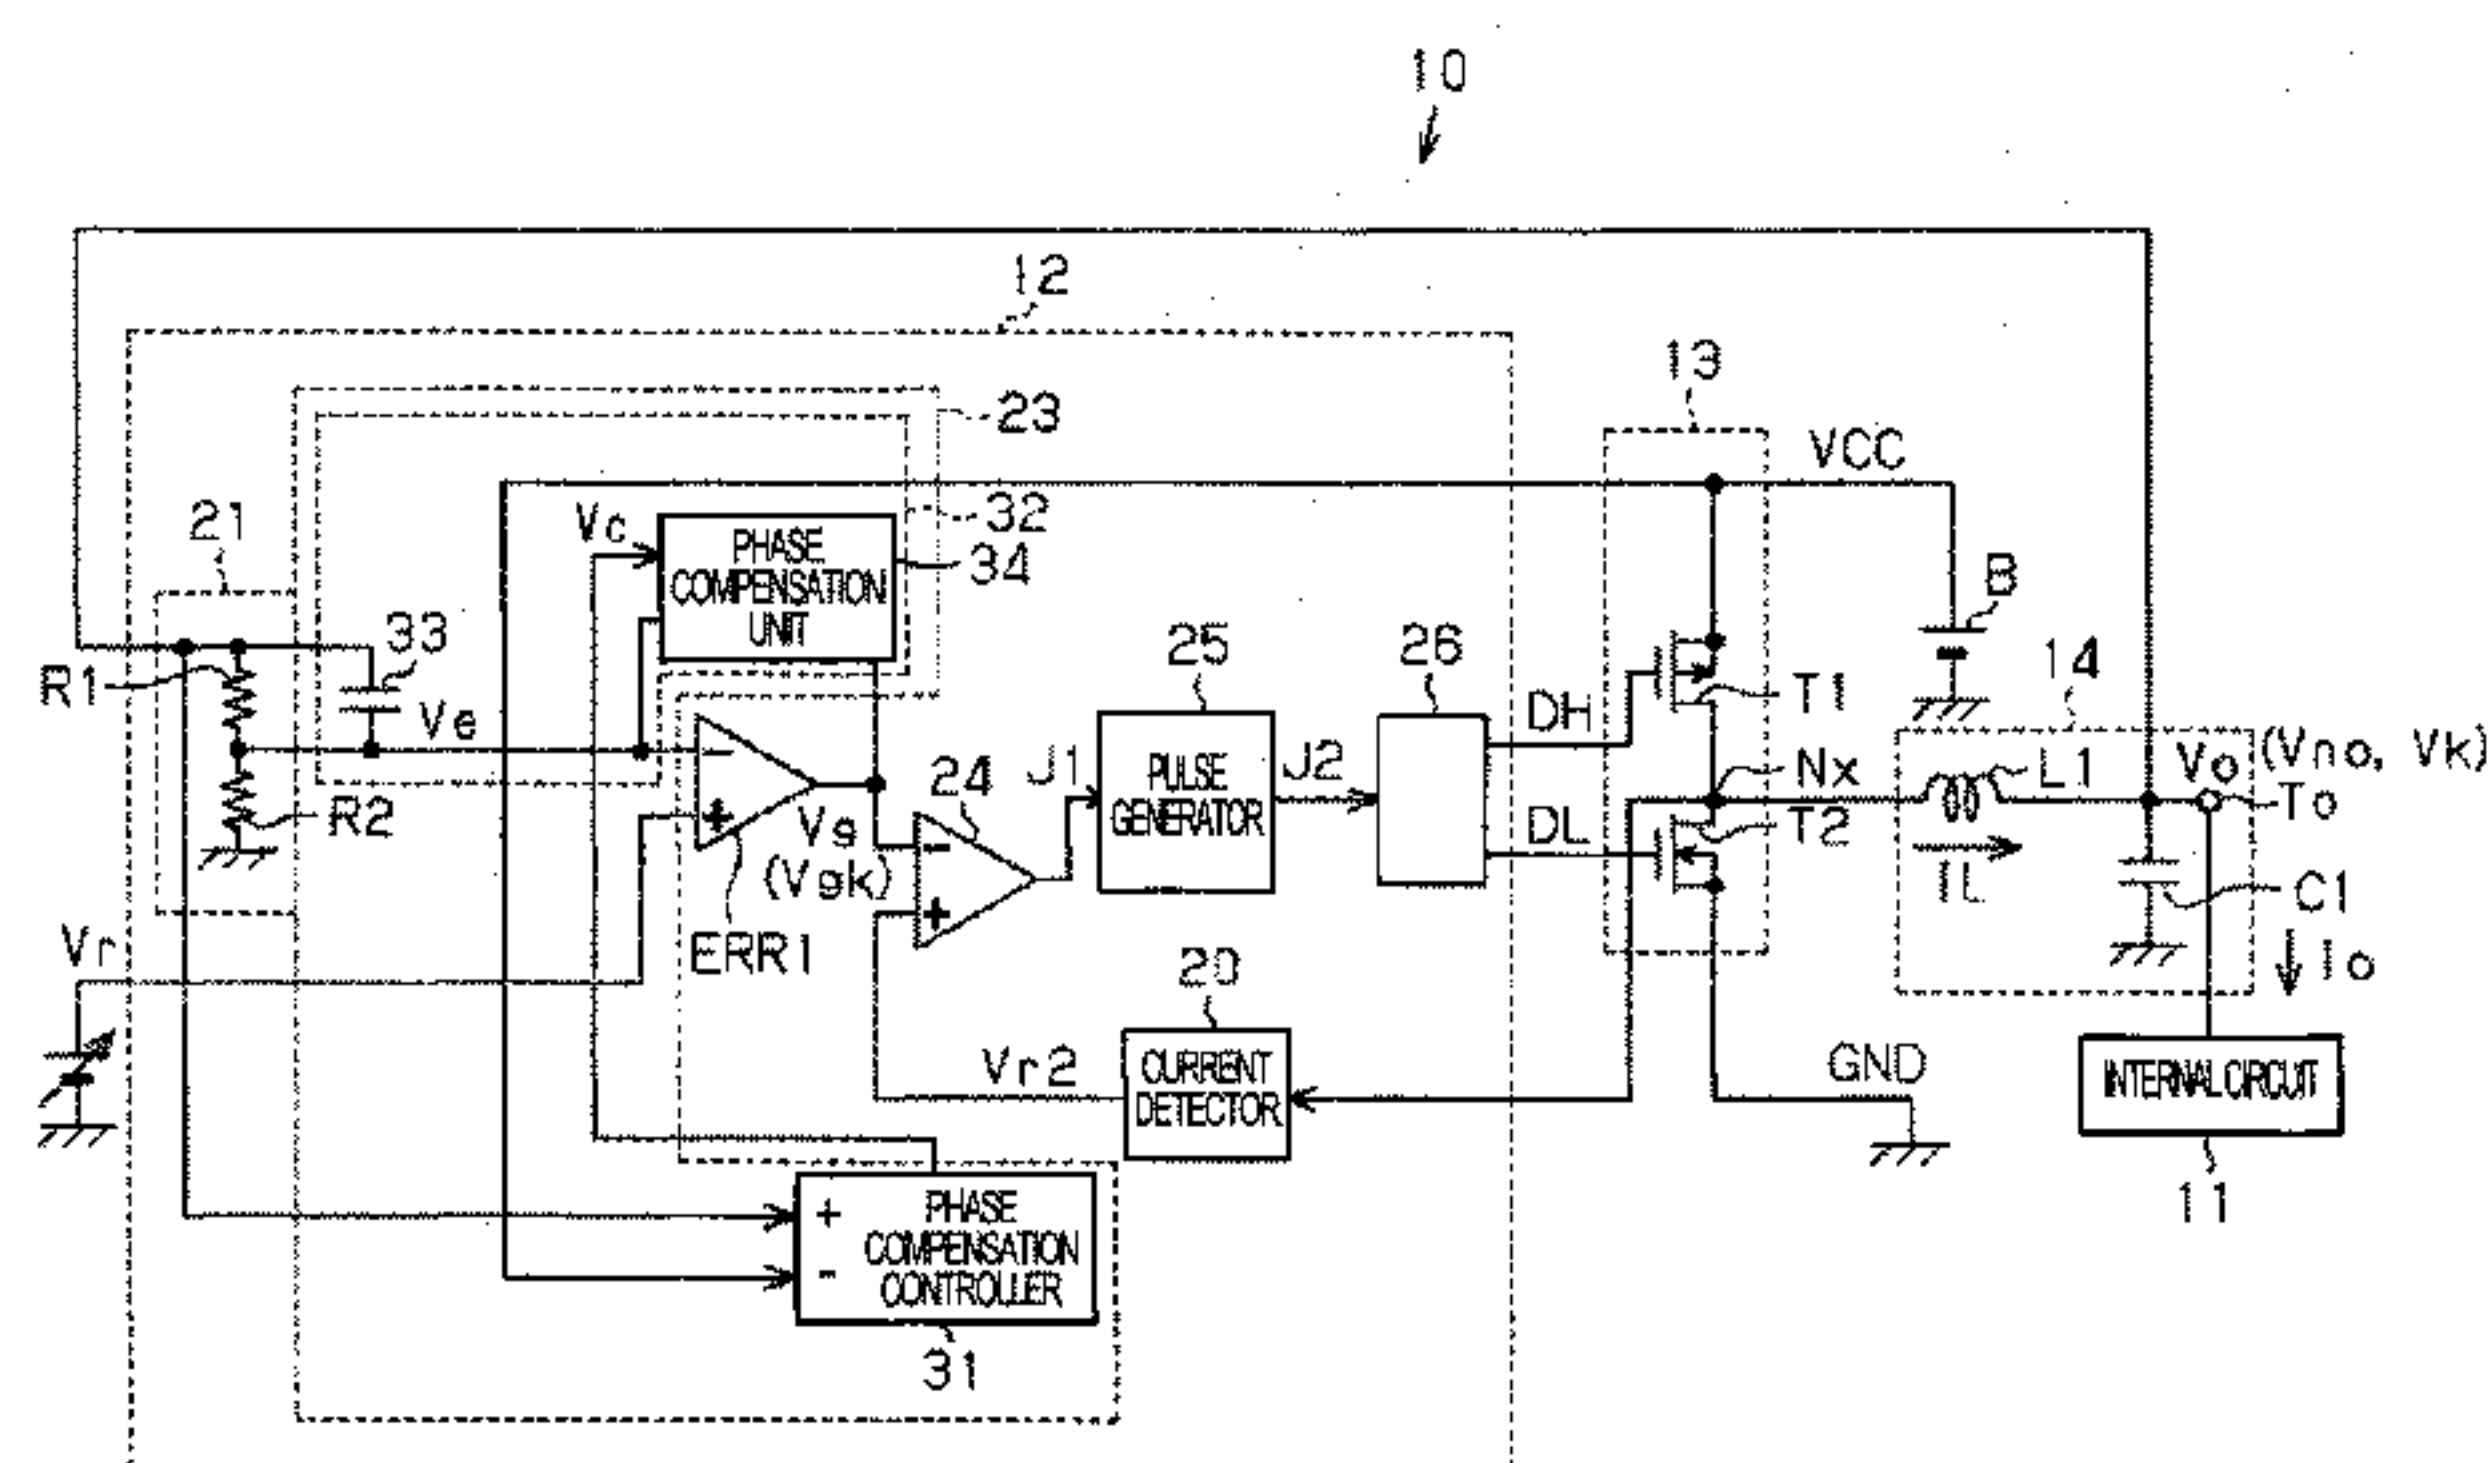 10
12
13
23
VCC
21
Vc
PHASE
COMPENSATION
UNIT
32
34
B
33
R1
Ve
25
26
14
DH
T1
PULSE
GENERATOR
J1
J2
24
Nx
L1
Vo (Vno, Vk)
To
R2
Vg
(Vgk)
DL
T2
IL
C1
Vr
ERR1
20
Io
Vr2
CURRENT
DETECTOR
GND
INTERNAL CIRCUIT
11
+
-
PHASE
COMPENSATION
CONTROLLER
31